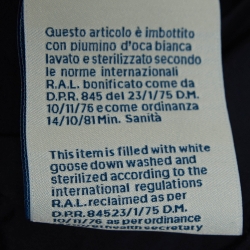 Questo articolo è imbottito
con piumino d'oca bianca
lavato e sterilizzato secondo
le norme internazionali
R.A.L. bonificato come da
D.P.R. 845 del 23/1/75 D.M.
10/11/76 e come ordinanza
14/10/81 Min. Sanità
This item is filled with white
goose down washed and
sterilized according to the
international regulations
R.A.L. reclaimed as per
D.P.R. 84523/1/75 D.M.
10/11/76 as per ordinance
health secretary